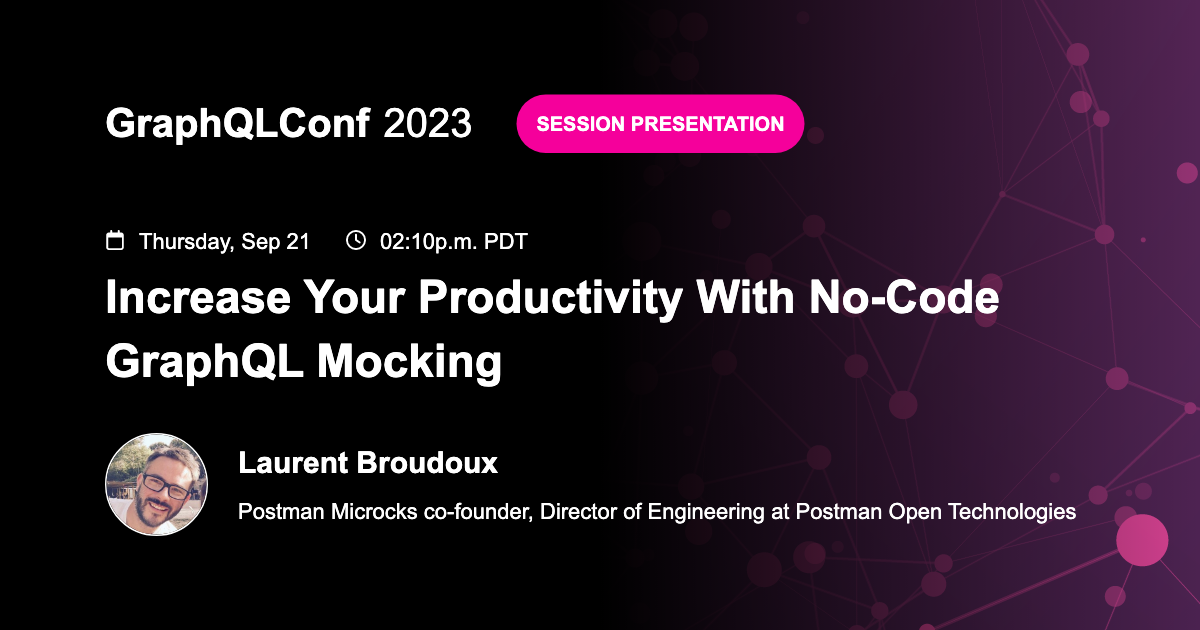 GraphQLConf 2023
SESSION PRESENTATION
Thursday, Sep 21 02:10p.m. PDT
Increase Your Productivity With No-Code
GraphQL Mocking
Laurent Broudoux
Postman Microcks co-founder, Director of Engineering at Postman Open Technologies